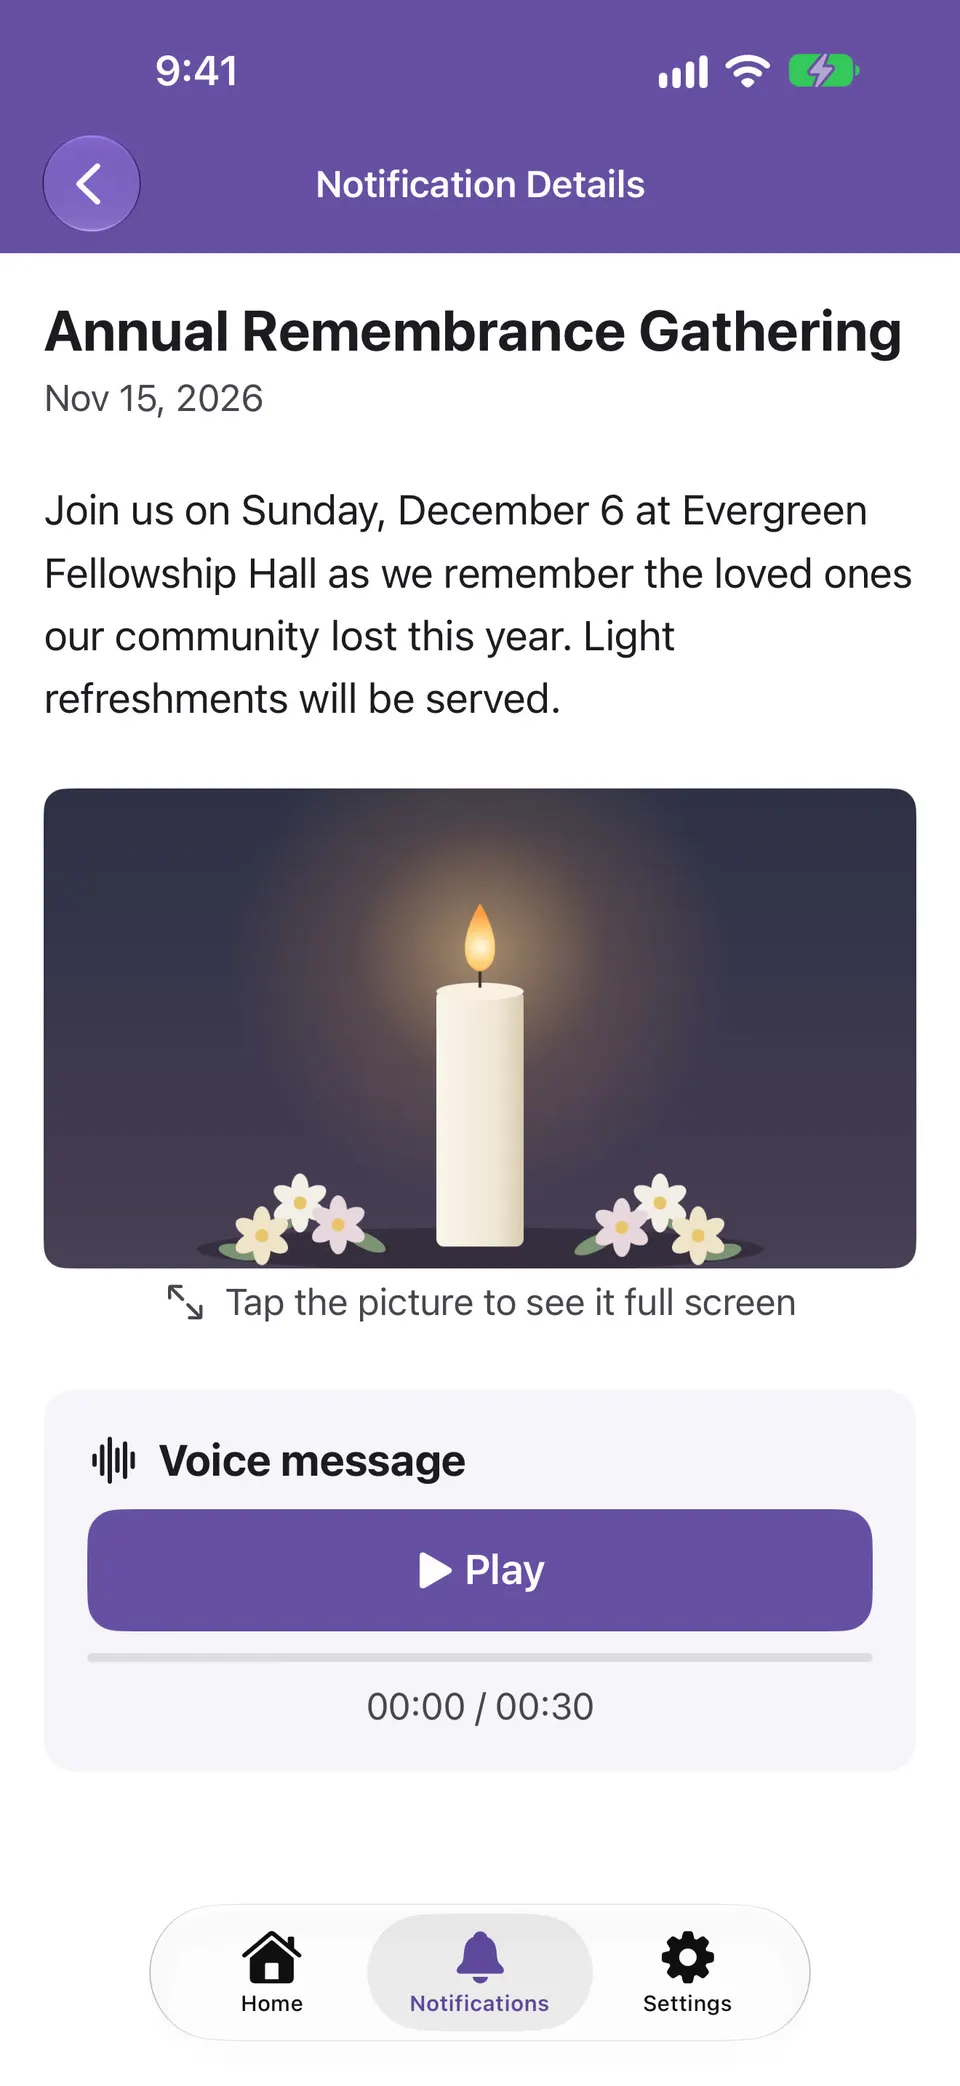 9:41
Notification Details
Annual Remembrance Gathering
Nov 15, 2026
Join us on Sunday, December 6 at Evergreen
Fellowship Hall as we remember the loved ones
our community lost this year. Light
refreshments will be served.
Tap the picture to see it full screen
Voice message
Play
00:00 / 00:30
Home
Notifications
Settings